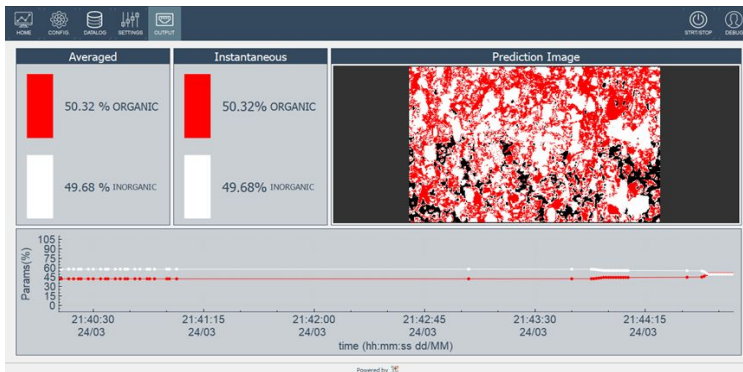 HOME CONFIG. DATALOG SETTINGS OUTPUT STRT/STOP DEBUG
Averaged
50.32 % ORGANIC
49.68 % INORGANIC
Instantaneous
50.32% ORGANIC
49.68% INORGANIC
Prediction Image
Params(%)
105
90
75
60
45
30
15
0
21:40:30 21:41:15 21:42:00 21:42:45 21:43:30 21:44:15
24/03 24/03 24/03 24/03 24/03 24/03
time (hh:mm:ss dd/MM)
Powered by